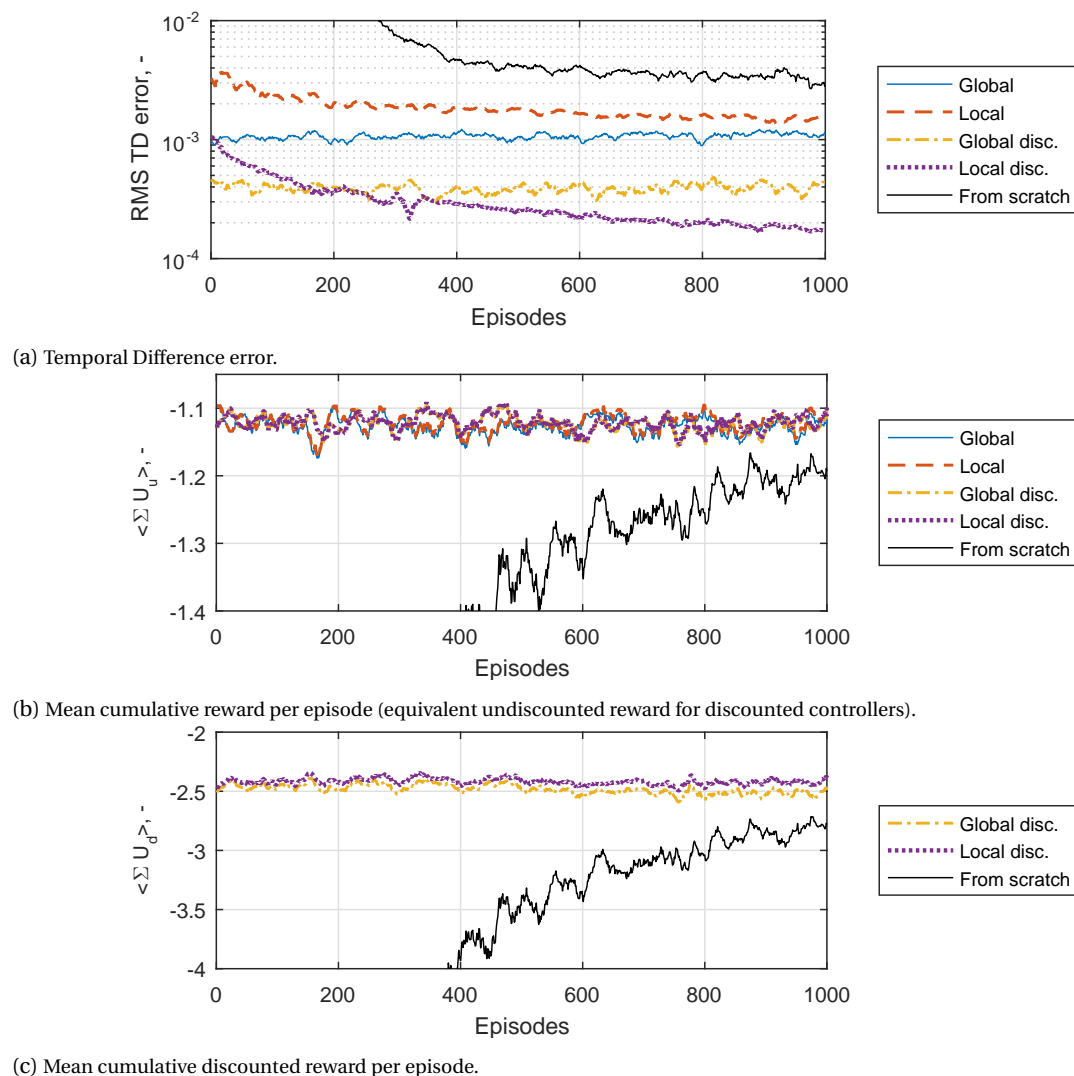 10^-2
10^-3
10^-4
RMS TD error, -
0 200 400 600 800 1000
Episodes
Global
Local
Global disc.
Local disc.
From scratch
(a) Temporal Difference error.
-1.1
-1.2
-1.3
-1.4
<Σ U_u>, -
0 200 400 600 800 1000
Episodes
Global
Local
Global disc.
Local disc.
From scratch
(b) Mean cumulative reward per episode (equivalent undiscounted reward for discounted controllers).
-2
-2.5
-3
-3.5
-4
<Σ U_d>, -
0 200 400 600 800 1000
Episodes
Global disc.
Local disc.
From scratch
(c) Mean cumulative discounted reward per episode.